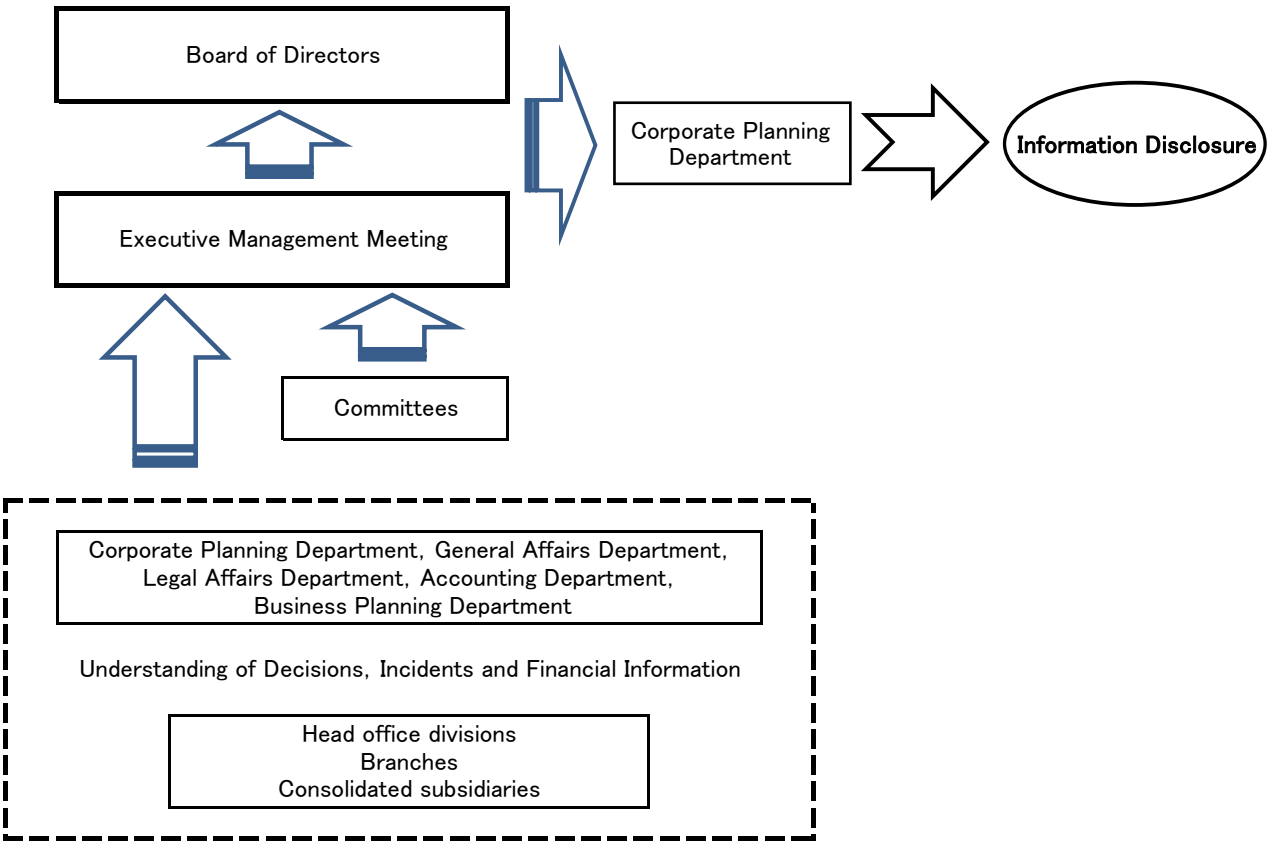 Board of Directors
Corporate Planning
Department
Information Disclosure
Executive Management Meeting
Committees
Corporate Planning Department, General Affairs Department,
Legal Affairs Department, Accounting Department,
Business Planning Department
Understanding of Decisions, Incidents and Financial Information
Head office divisions
Branches
Consolidated subsidiaries